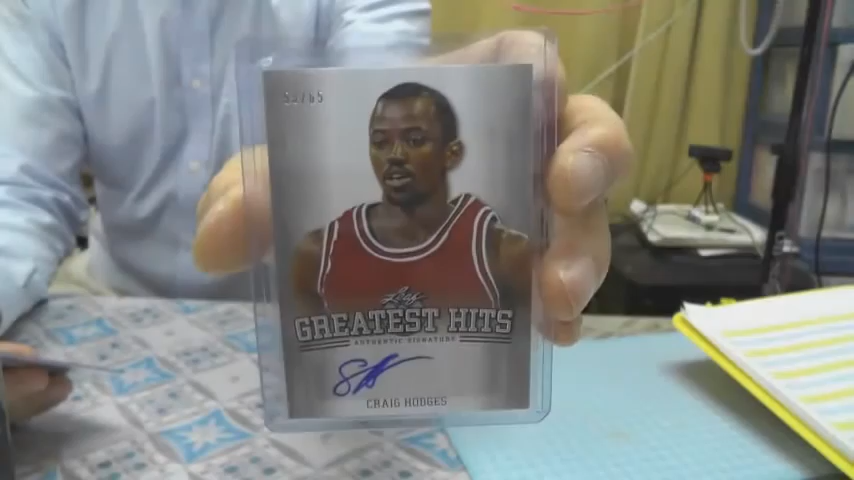 Leaf
GREATEST HITS
AUTHENTIC SIGNATURE
CRAIG HODGES